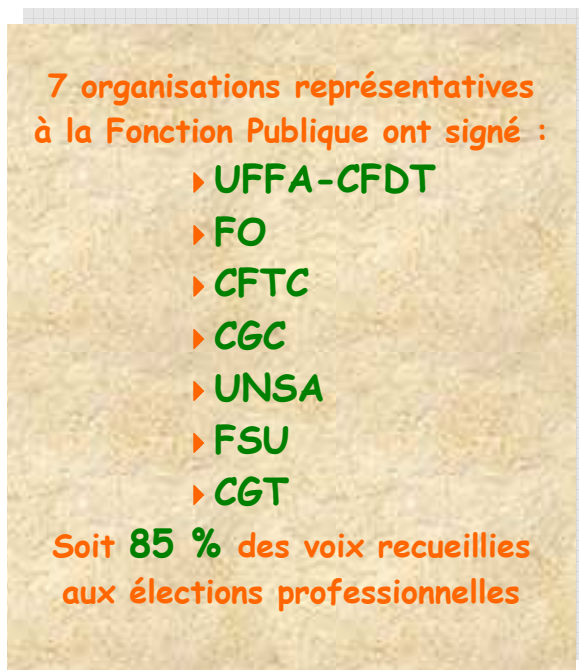 7 organisations représentatives
à la Fonction Publique ont signé :
UFFA-CFDT
FO
CFTC
CGC
UNSA
FSU
CGT
Soit 85 % des voix recueillies
aux élections professionnelles